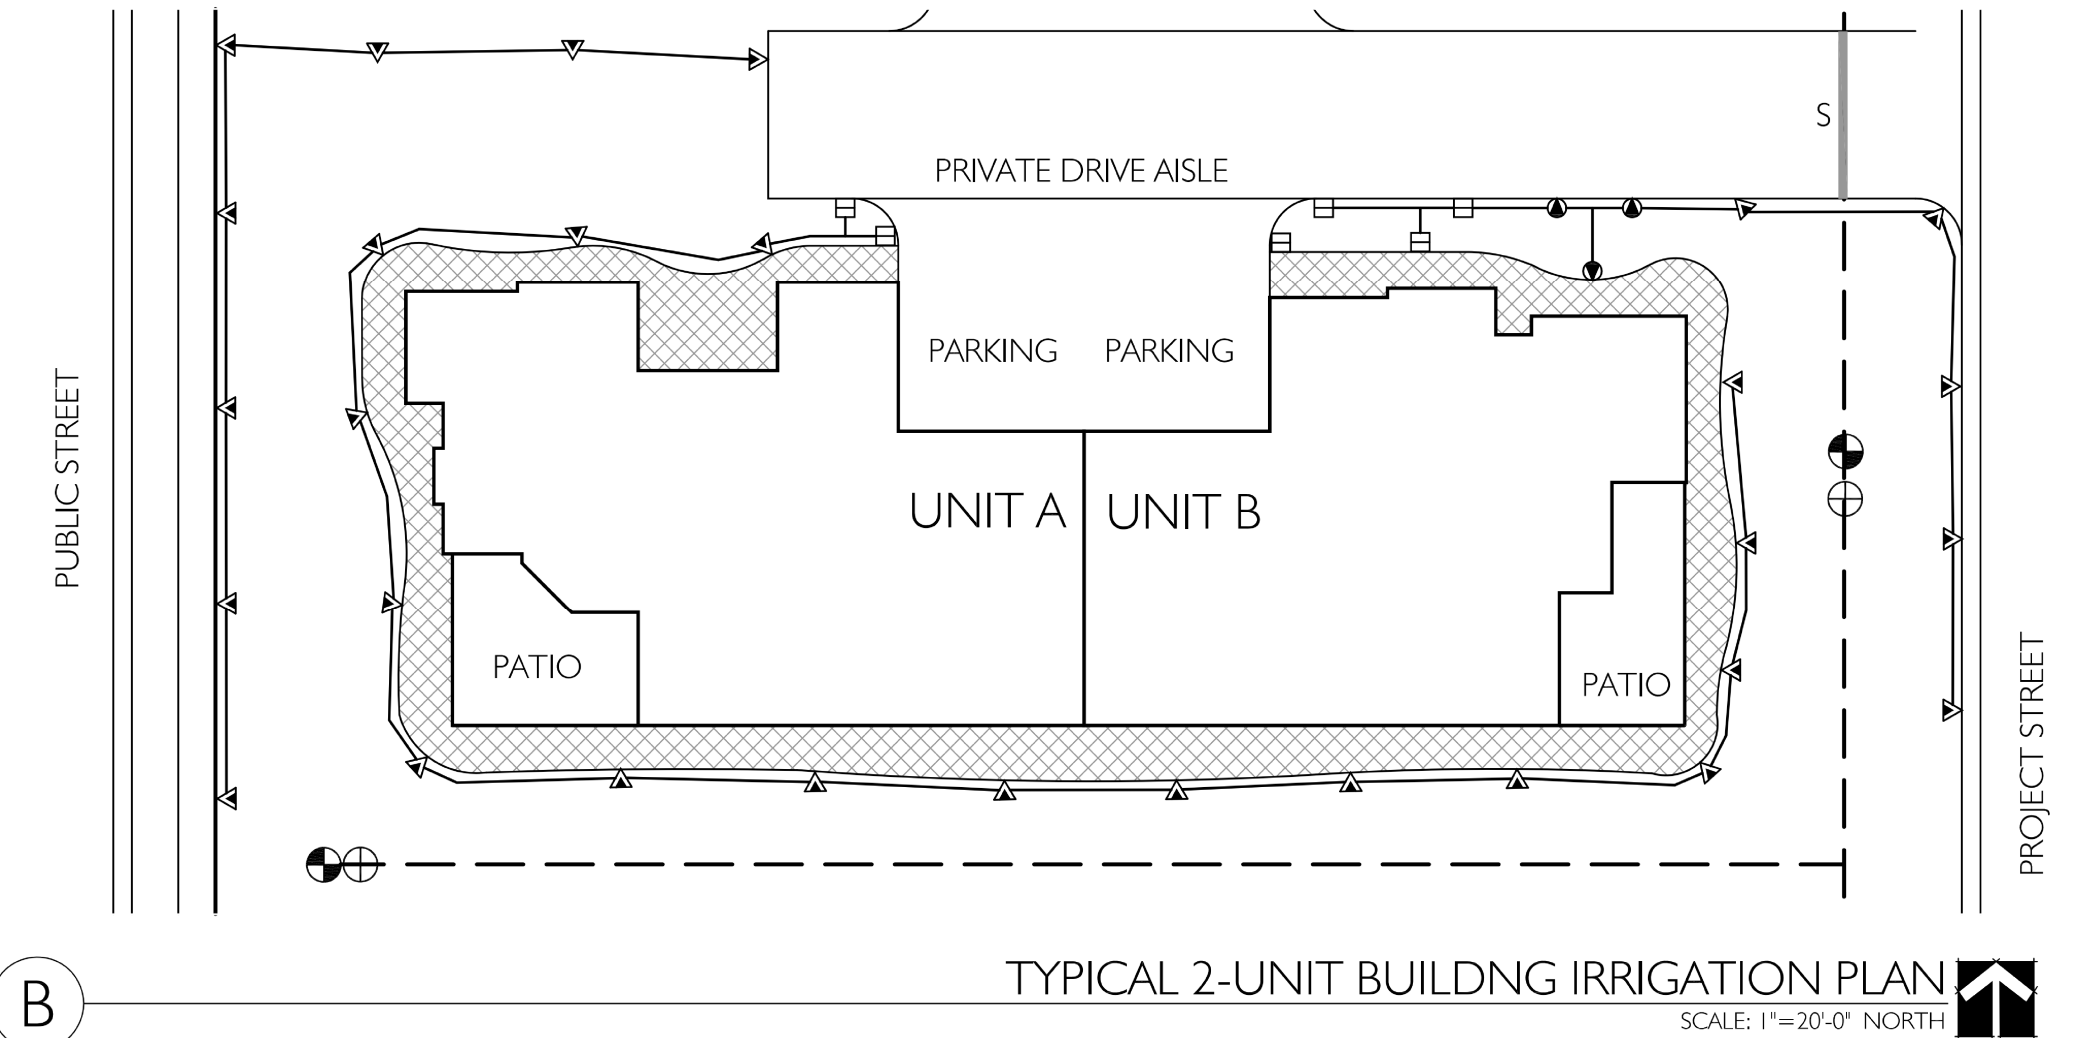 S
PRIVATE DRIVE AISLE
PARKING PARKING
PUBLIC STREET
UNIT A UNIT B
PATIO
PATIO
PROJECT STREET
TYPICAL 2-UNIT BUILDNG IRRIGATION PLAN
B
SCALE: 1"=20'-0" NORTH